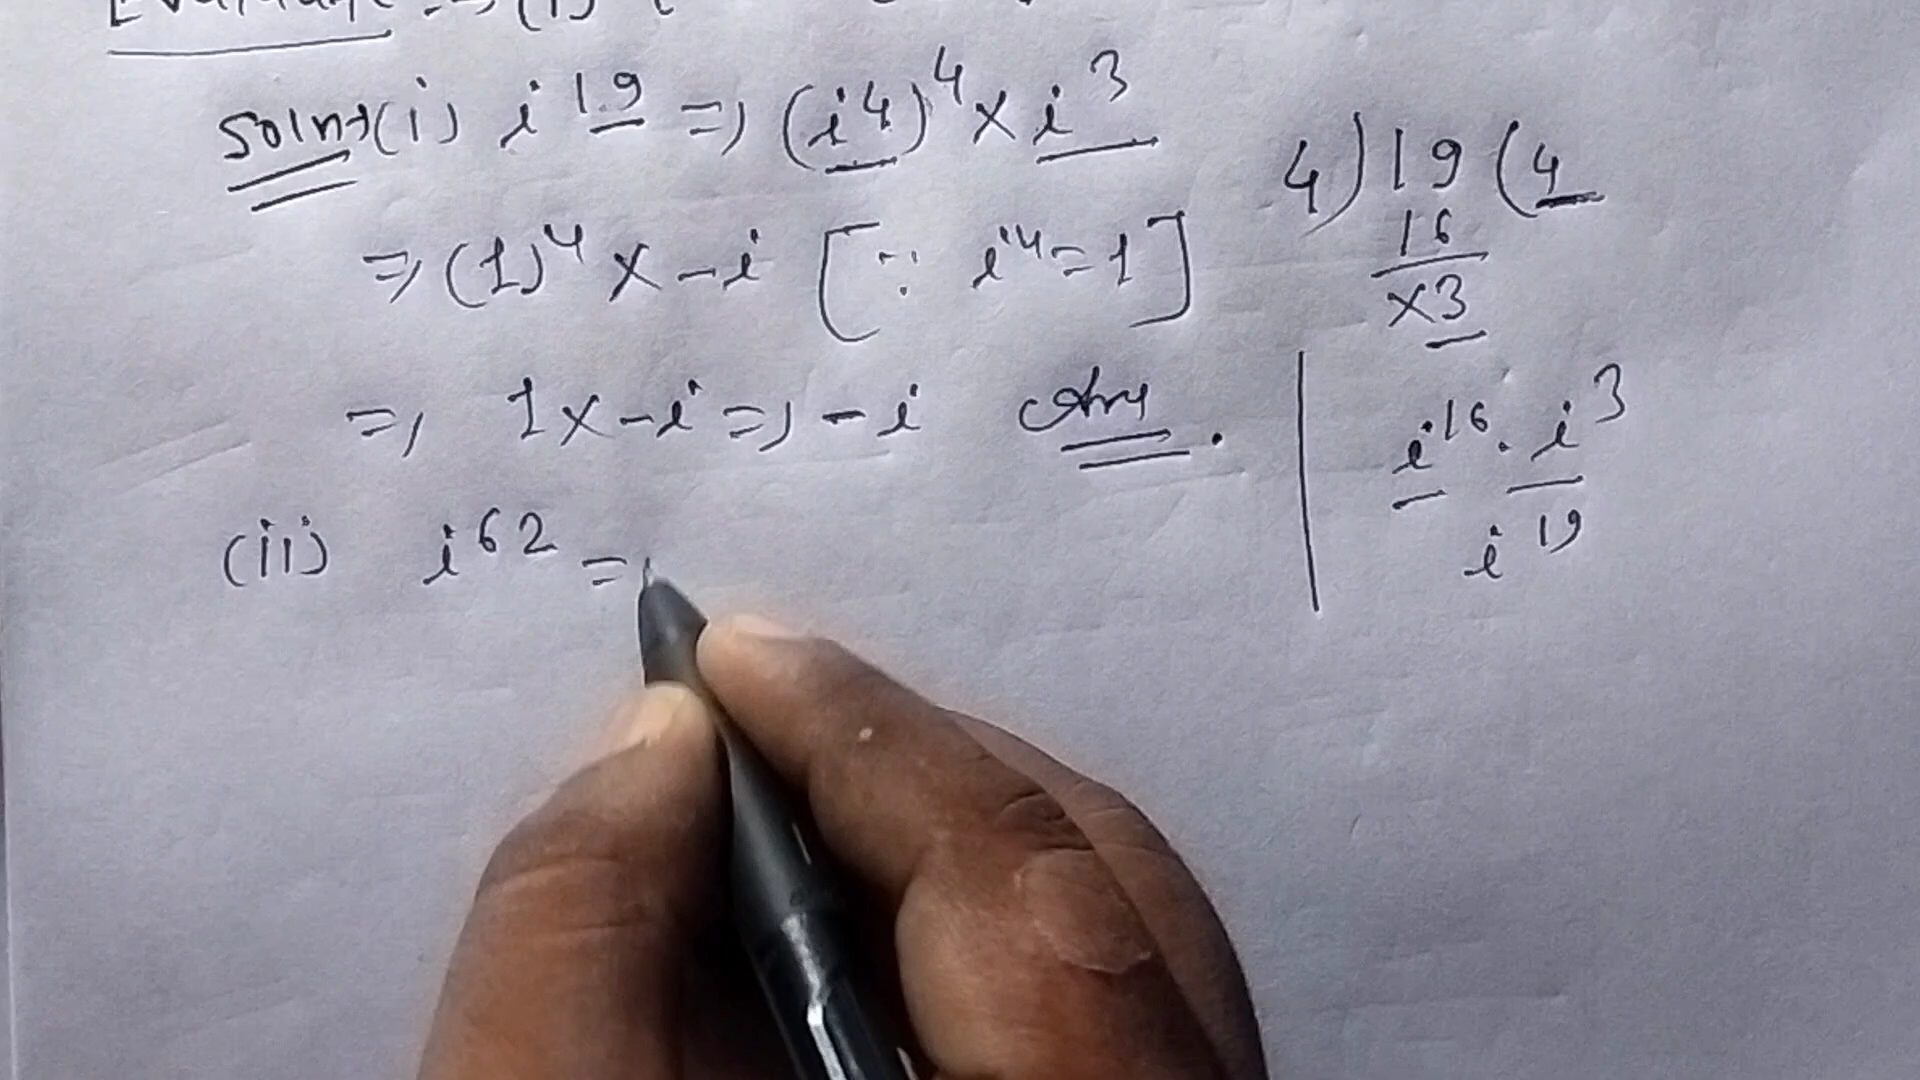 Evaluate :→ (i) i
Soln→(i) i^19 => (i^4)^4 × i^3
=> (1)^4 × -i [∵ i^4 = 1]
=> 1 × -i => -i Ans.
(ii) i^62 =
4)19(4
16
×3
i^16 . i^3
i^19